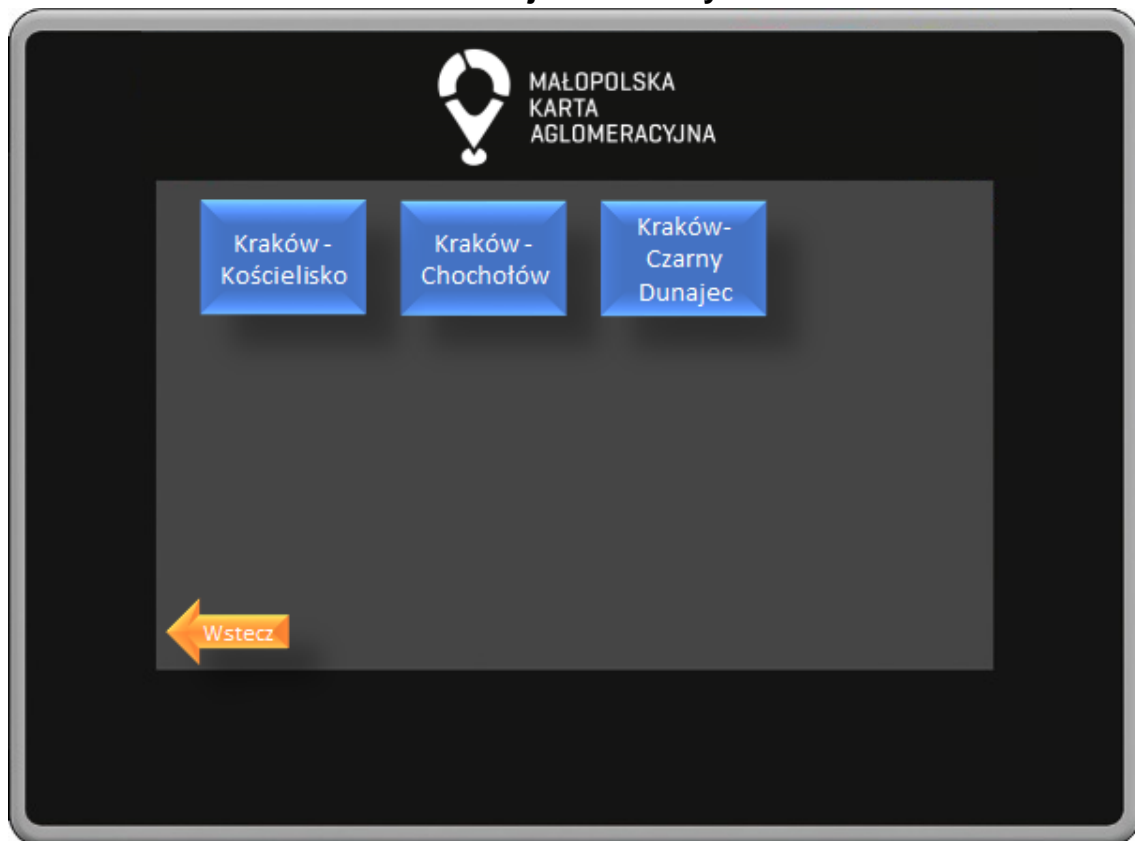 MAŁOPOLSKA
KARTA
AGLOMERACYJNA
Kraków -
Kościelisko
Kraków -
Chochołów
Kraków-
Czarny
Dunajec
Wstecz